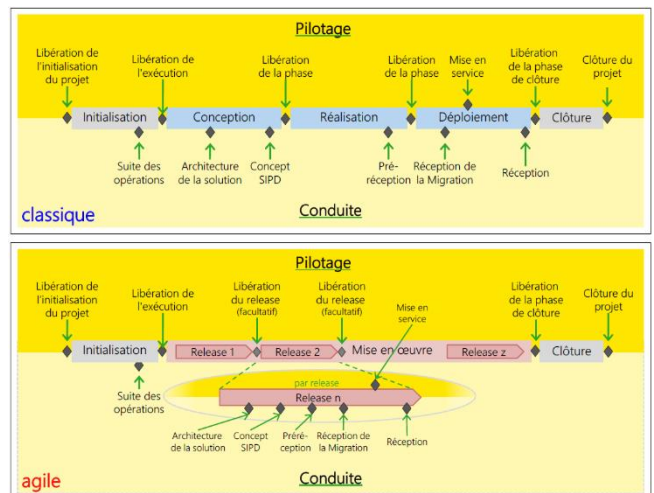 Pilotage
Libération de
l'initialisation
du projet
Libération de
l'exécution
Libération
de la phase
Libération
de la phase
Mise en
service
Libération
de la phase
de clôture
Clôture du
projet
Initialisation
Conception
Réalisation
Déploiement
Clôture
Suite des
opérations
Architecture
de la solution
Concept
SIPD
Pré-
réception
Réception de
la Migration
Réception
classique
Conduite
Pilotage
Libération de
l'initialisation
du projet
Libération de
l'exécution
Libération
du release
(facultatif)
Libération
du release
(facultatif)
Mise en
service
Libération
de la phase
de clôture
Clôture du
projet
Initialisation
Release 1
Release 2
Mise en œuvre
Release z
Clôture
Suite des
opérations
par release
Release n
Architecture
de la solution
Concept
SIPD
Préré-
ception
Réception de
la Migration
Réception
agile
Conduite